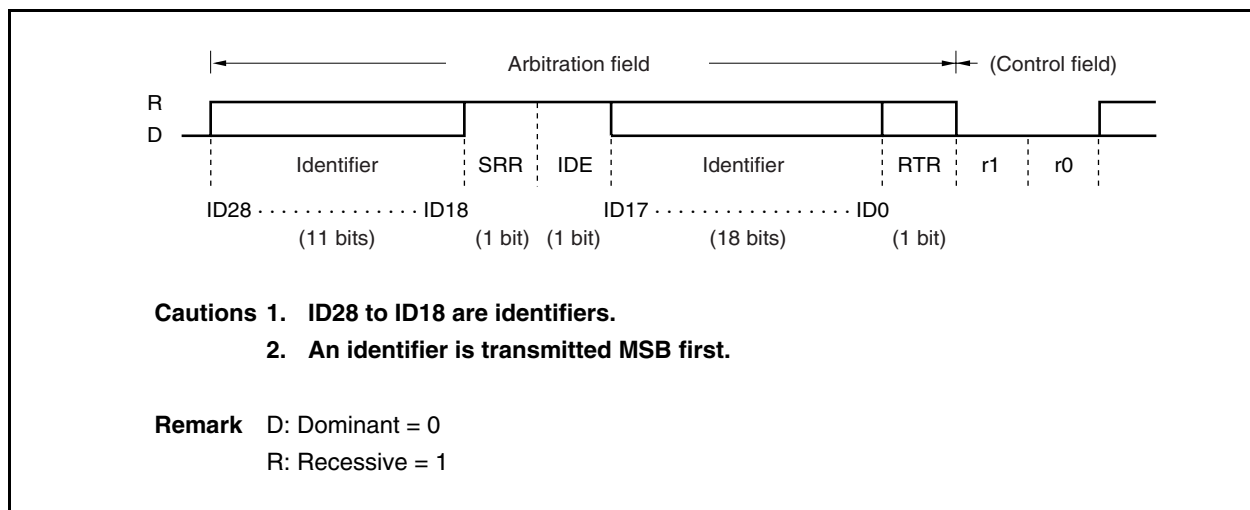 Arbitration field (Control field)
R
D
Identifier SRR IDE Identifier RTR r1 r0
ID28 · · · · · · · · · · · · · · ID18 ID17 · · · · · · · · · · · · · · · · · ID0
(11 bits) (1 bit) (1 bit) (18 bits) (1 bit)
Cautions 1. ID28 to ID18 are identifiers.
2. An identifier is transmitted MSB first.
Remark D: Dominant = 0
R: Recessive = 1